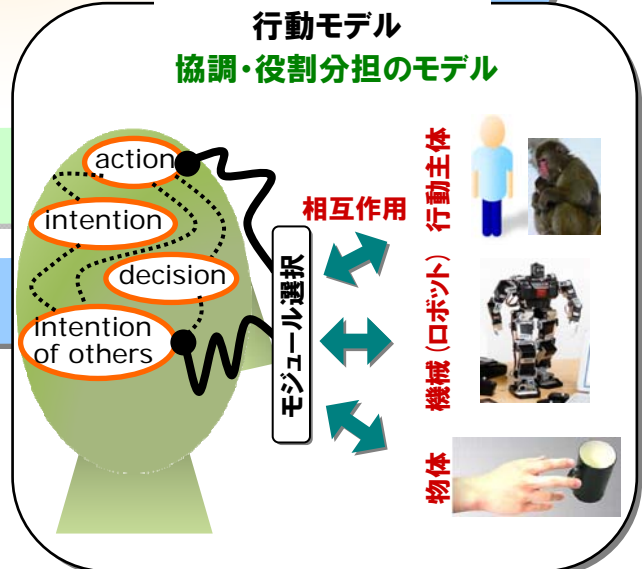 行動モデル
協調・役割分担のモデル
action
intention
decision
intention
of others
モジュール選択
相互作用
行動主体
機械(ロボット)
物体